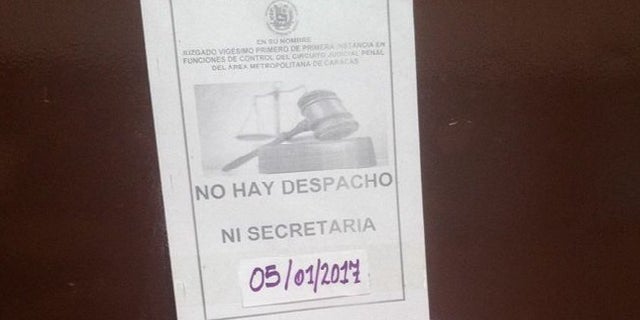 EN SU NOMBRE
JUZGADO VIGÉSIMO PRIMERO DE PRIMERA INSTANCIA EN
FUNCIONES DE CONTROL DEL CIRCUITO JUDICIAL PENAL
DEL ÁREA METROPOLITANA DE CARACAS
NO HAY DESPACHO
NI SECRETARIA
05/01/2017